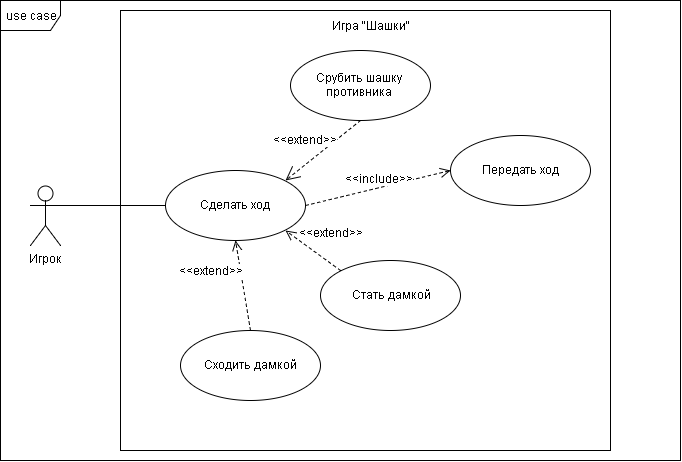 use case
Игра "Шашки"
Срубить шашку
противника
<<extend>>
Передать ход
<<include>>
Сделать ход
<<extend>>
Игрок
<<extend>>
Стать дамкой
Сходить дамкой